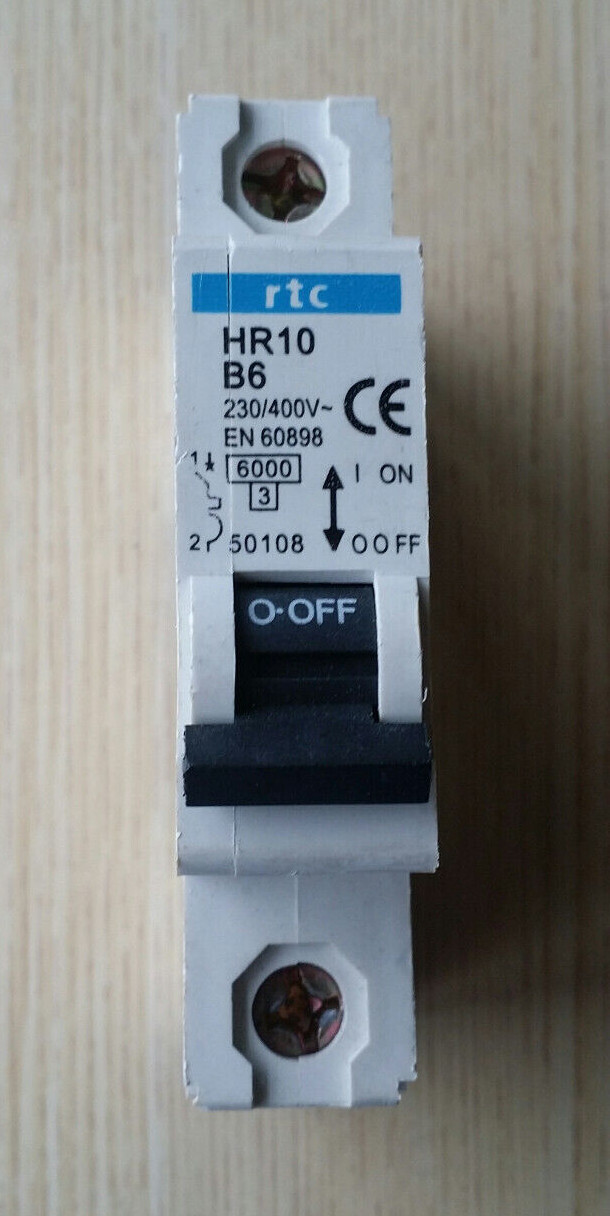 rtc
HR10
B6
230/400V~
CE
EN 60898
1
6000
I ON
3
2
50108
O OFF
O·OFF